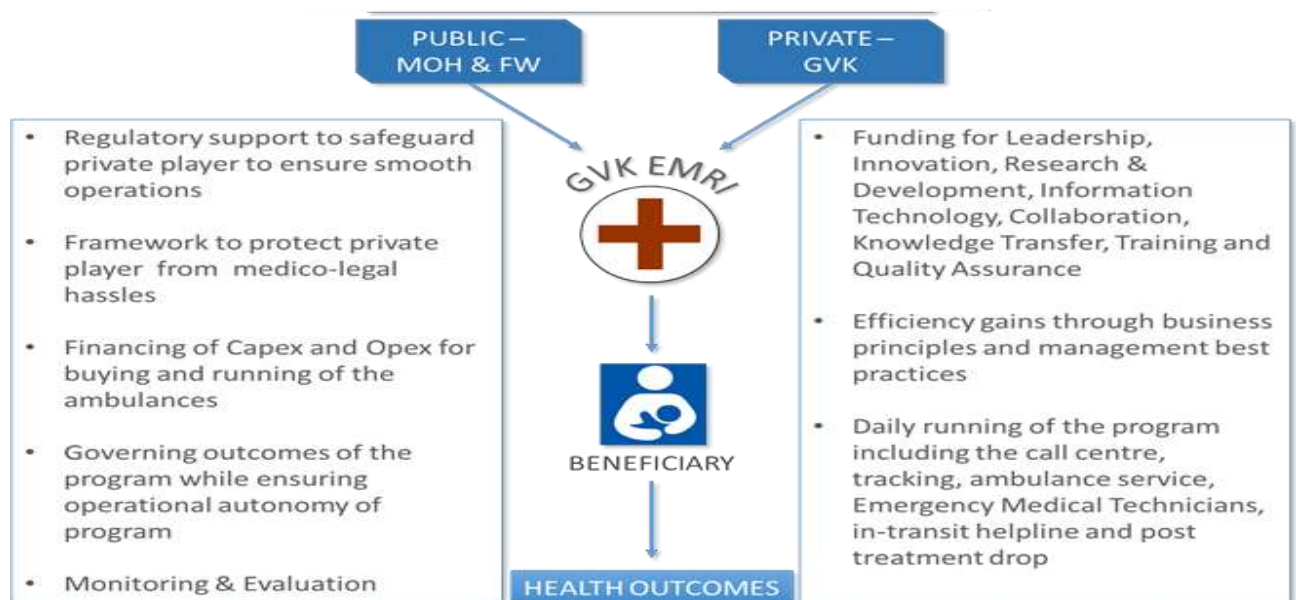 PUBLIC –
MOH & FW
PRIVATE –
GVK
• Regulatory support to safeguard
private player to ensure smooth
operations
• Framework to protect private
player from medico-legal
hassles
• Financing of Capex and Opex for
buying and running of the
ambulances
• Governing outcomes of the
program while ensuring
operational autonomy of
program
• Monitoring & Evaluation
GVK EMRI
BENEFICIARY
HEALTH OUTCOMES
• Funding for Leadership,
Innovation, Research &
Development, Information
Technology, Collaboration,
Knowledge Transfer, Training and
Quality Assurance
• Efficiency gains through business
principles and management best
practices
• Daily running of the program
including the call centre,
tracking, ambulance service,
Emergency Medical Technicians,
in-transit helpline and post
treatment drop